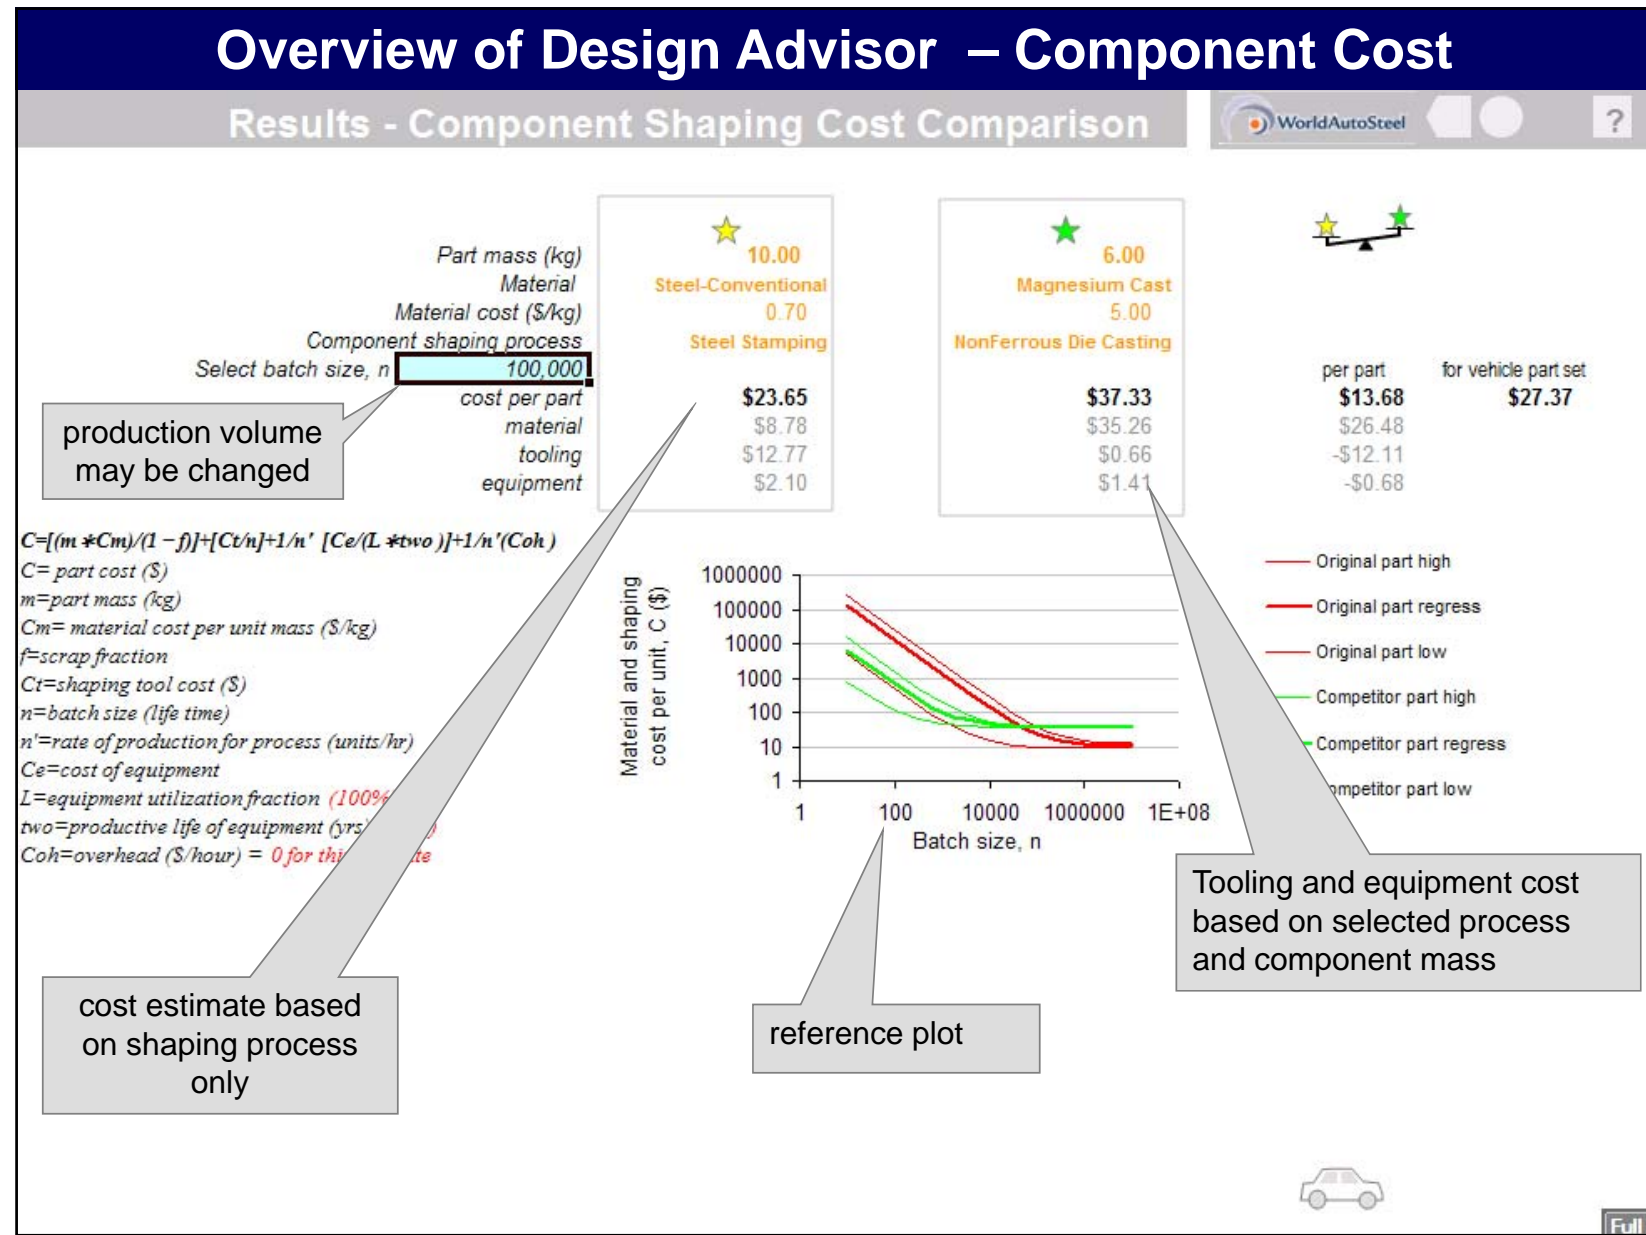 Overview of Design Advisor – Component Cost
Results - Component Shaping Cost Comparison
WorldAutoSteel
?
Part mass (kg) 10.00 6.00
Material Steel-Conventional Magnesium Cast
Material cost ($/kg) 0.70 5.00
Component shaping process Steel Stamping NonFerrous Die Casting
Select batch size, n 100,000 per part for vehicle part set
cost per part $23.65 $37.33 $13.68 $27.37
material $8.78 $35.26 $26.48
tooling $12.77 $0.66 -$12.11
equipment $2.10 $1.41 -$0.68
production volume
may be changed
C=[(m*Cm)/(1-f)]+[Ct/n]+1/n' [Ce/(L*two)]+1/n'(Coh)
C= part cost ($)
m=part mass (kg)
Cm= material cost per unit mass ($/kg)
f=scrap fraction
Ct=shaping tool cost ($)
n=batch size (life time)
n'=rate of production for process (units/hr)
Ce=cost of equipment
L=equipment utilization fraction (100%
two=productive life of equipment (yrs)
Coh=overhead ($/hour) = 0 for
Material and shaping
cost per unit, C ($)
1000000
100000
10000
1000
100
10
1
1 100 10000 1000000 1E+08
Batch size, n
Original part high
Original part regress
Original part low
Competitor part high
Competitor part regress
ompetitor part low
cost estimate based
on shaping process
only
reference plot
Tooling and equipment cost
based on selected process
and component mass
Full